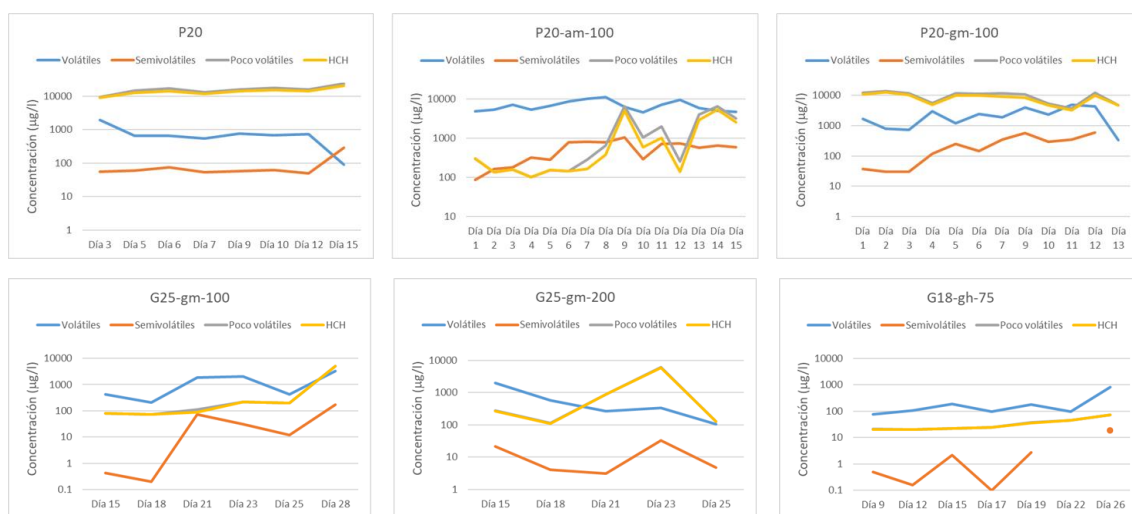 P20
Volátiles Semivolátiles Poco volátiles HCH
Concentración (µg/l)
10000
1000
100
10
1
Día 3 Día 5 Día 6 Día 7 Día 9 Día 10 Día 12 Día 15
P20-am-100
Volátiles Semivolátiles Poco volátiles HCH
Concentración (µg/l)
10000
1000
100
10
Día Día Día Día Día Día Día Día Día Día Día Día Día Día Día
1 2 3 4 5 6 7 8 9 10 11 12 13 14 15
P20-gm-100
Volátiles Semivolátiles Poco volátiles HCH
Concentración (µg/l)
10000
1000
100
10
1
Día Día Día Día Día Día Día Día Día Día Día Día Día
1 2 3 4 5 6 7 8 9 10 11 12 13
G25-gm-100
Volátiles Semivolátiles Poco volátiles HCH
Concentración (µg/l)
10000
1000
100
10
1
0.1
Día 15 Día 18 Día 21 Día 23 Día 25 Día 28
G25-gm-200
Volátiles Semivolátiles Poco volátiles HCH
Concentración (µg/l)
10000
1000
100
10
1
Día 15 Día 18 Día 21 Día 23 Día 25
G18-gh-75
Volátiles Semivolátiles Poco volátiles HCH
Concentración (µg/l)
10000
1000
100
10
1
0.1
Día 9 Día 12 Día 15 Día 17 Día 19 Día 22 Día 26